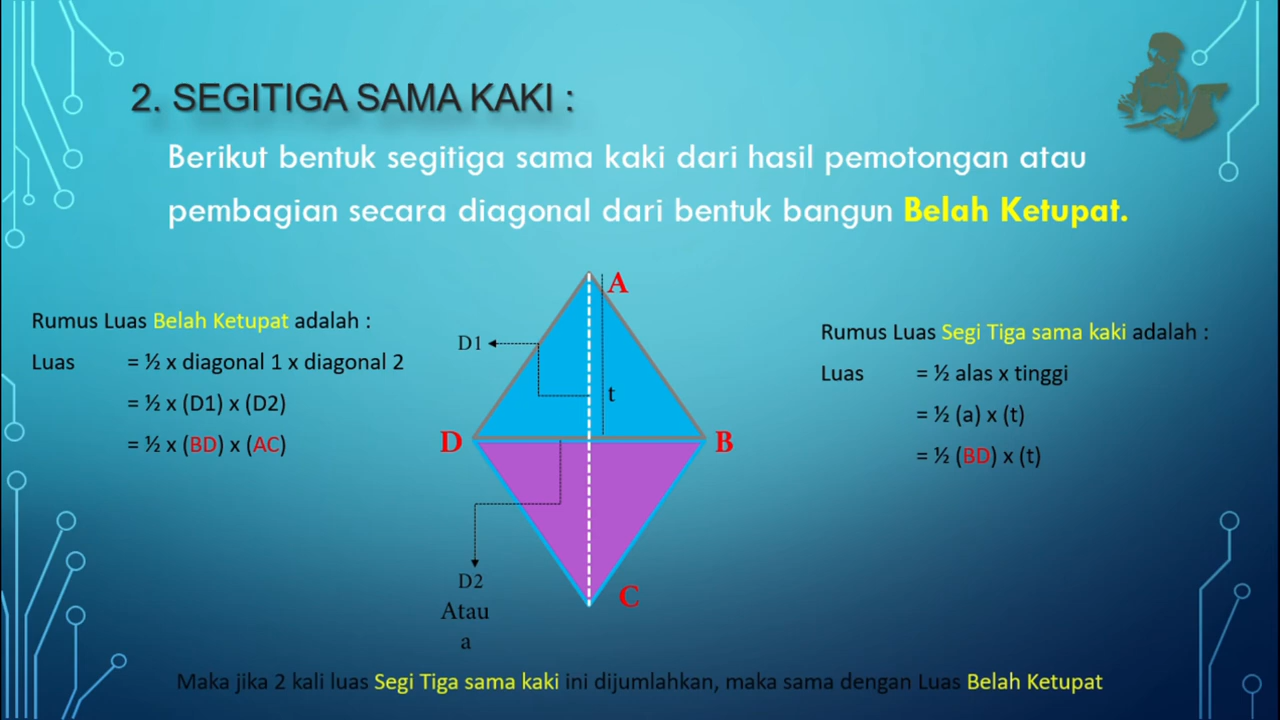 2. SEGITIGA SAMA KAKI :
Berikut bentuk segitiga sama kaki dari hasil pemotongan atau
pembagian secara diagonal dari bentuk bangun Belah Ketupat.
Rumus Luas Belah Ketupat adalah :
Luas = ½ x diagonal 1 x diagonal 2
= ½ x (D1) x (D2)
= ½ x (BD) x (AC)
A
D1
t
D
B
D2
Atau
a
C
Rumus Luas Segi Tiga sama kaki adalah :
Luas = ½ alas x tinggi
= ½ (a) x (t)
= ½ (BD) x (t)
Maka jika 2 kali luas Segi Tiga sama kaki ini dijumlahkan, maka sama dengan Luas Belah Ketupat